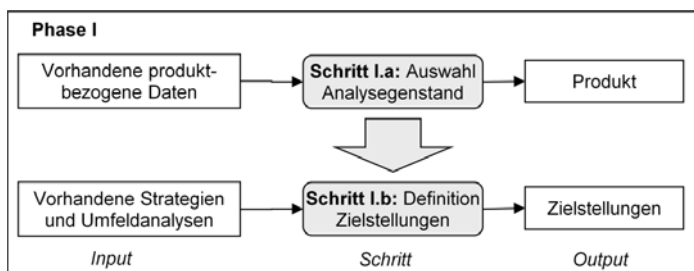 Phase I
Vorhandene produkt-
bezogene Daten
Schritt I.a: Auswahl
Analysegenstand
Produkt
Vorhandene Strategien
und Umfeldanalysen
Schritt I.b: Definition
Zielstellungen
Zielstellungen
Input
Schritt
Output